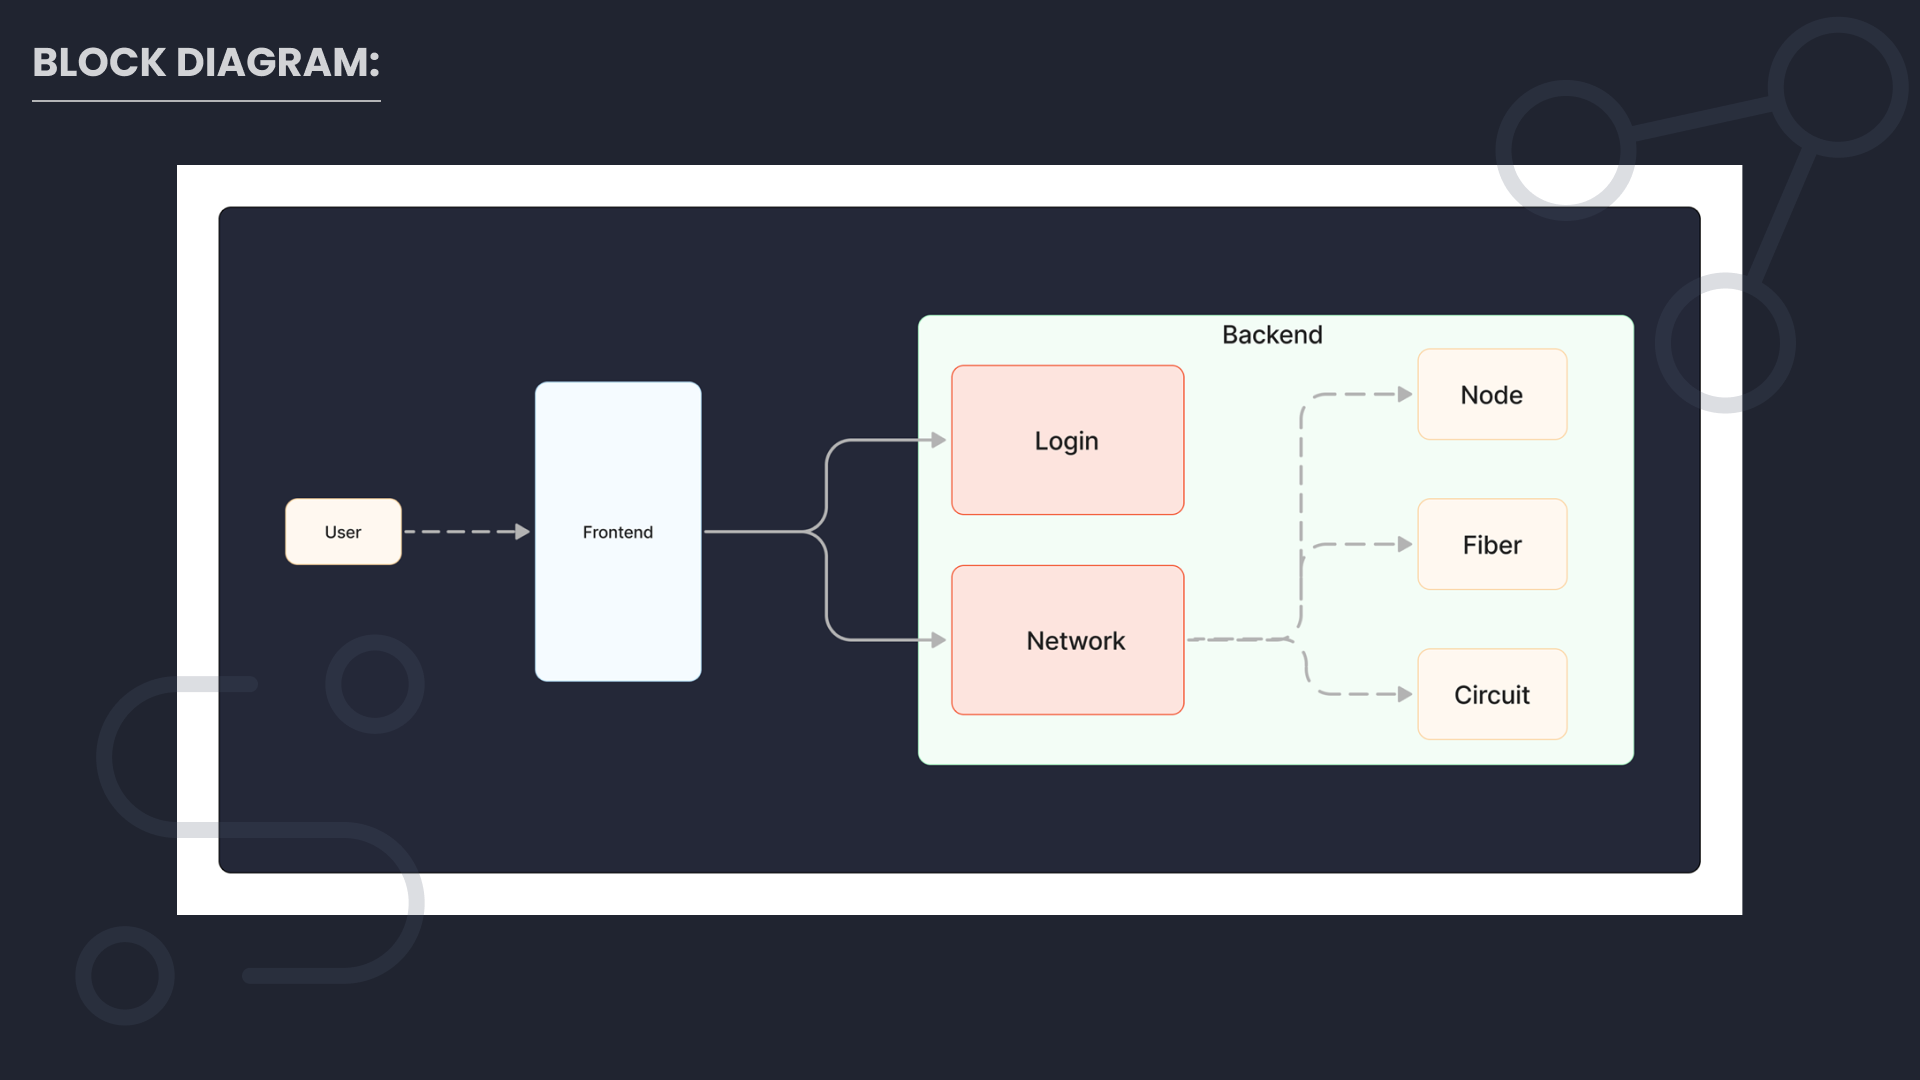 BLOCK DIAGRAM:
User
Frontend
Backend
Login
Network
Node
Fiber
Circuit